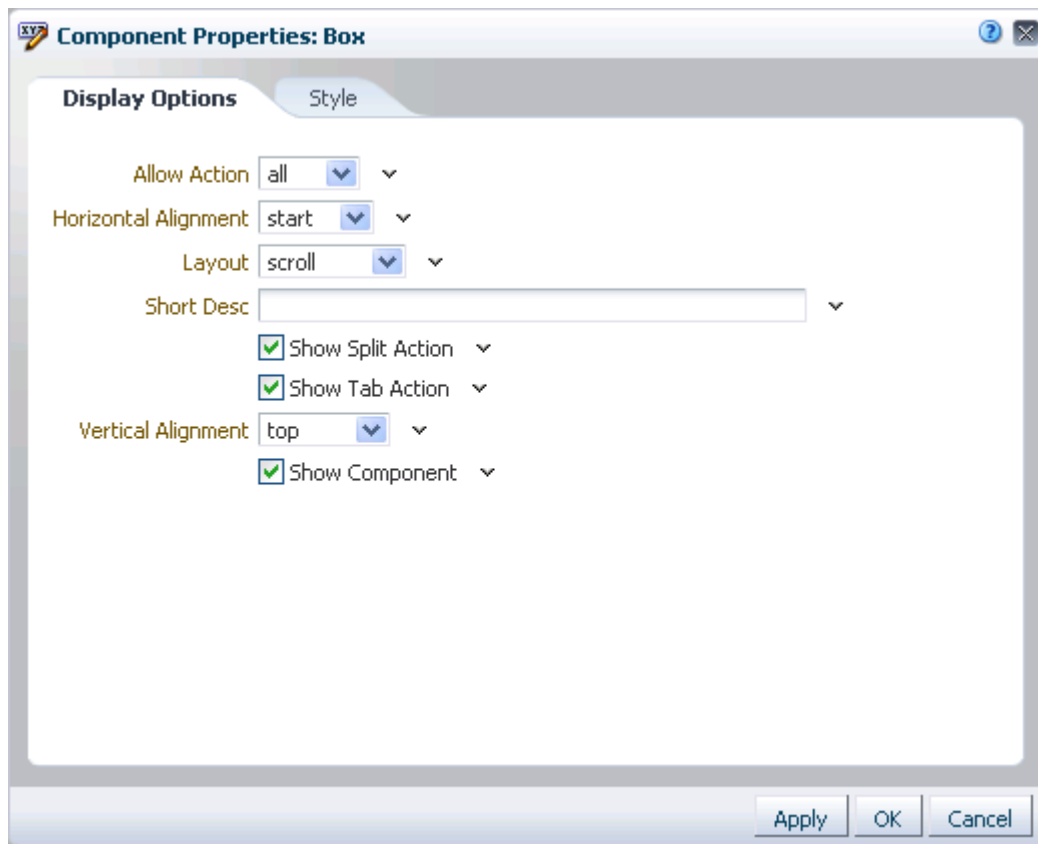 Component Properties: Box
Display Options Style
Allow Action all
Horizontal Alignment start
Layout scroll
Short Desc
Show Split Action
Show Tab Action
Vertical Alignment top
Show Component
Apply OK Cancel